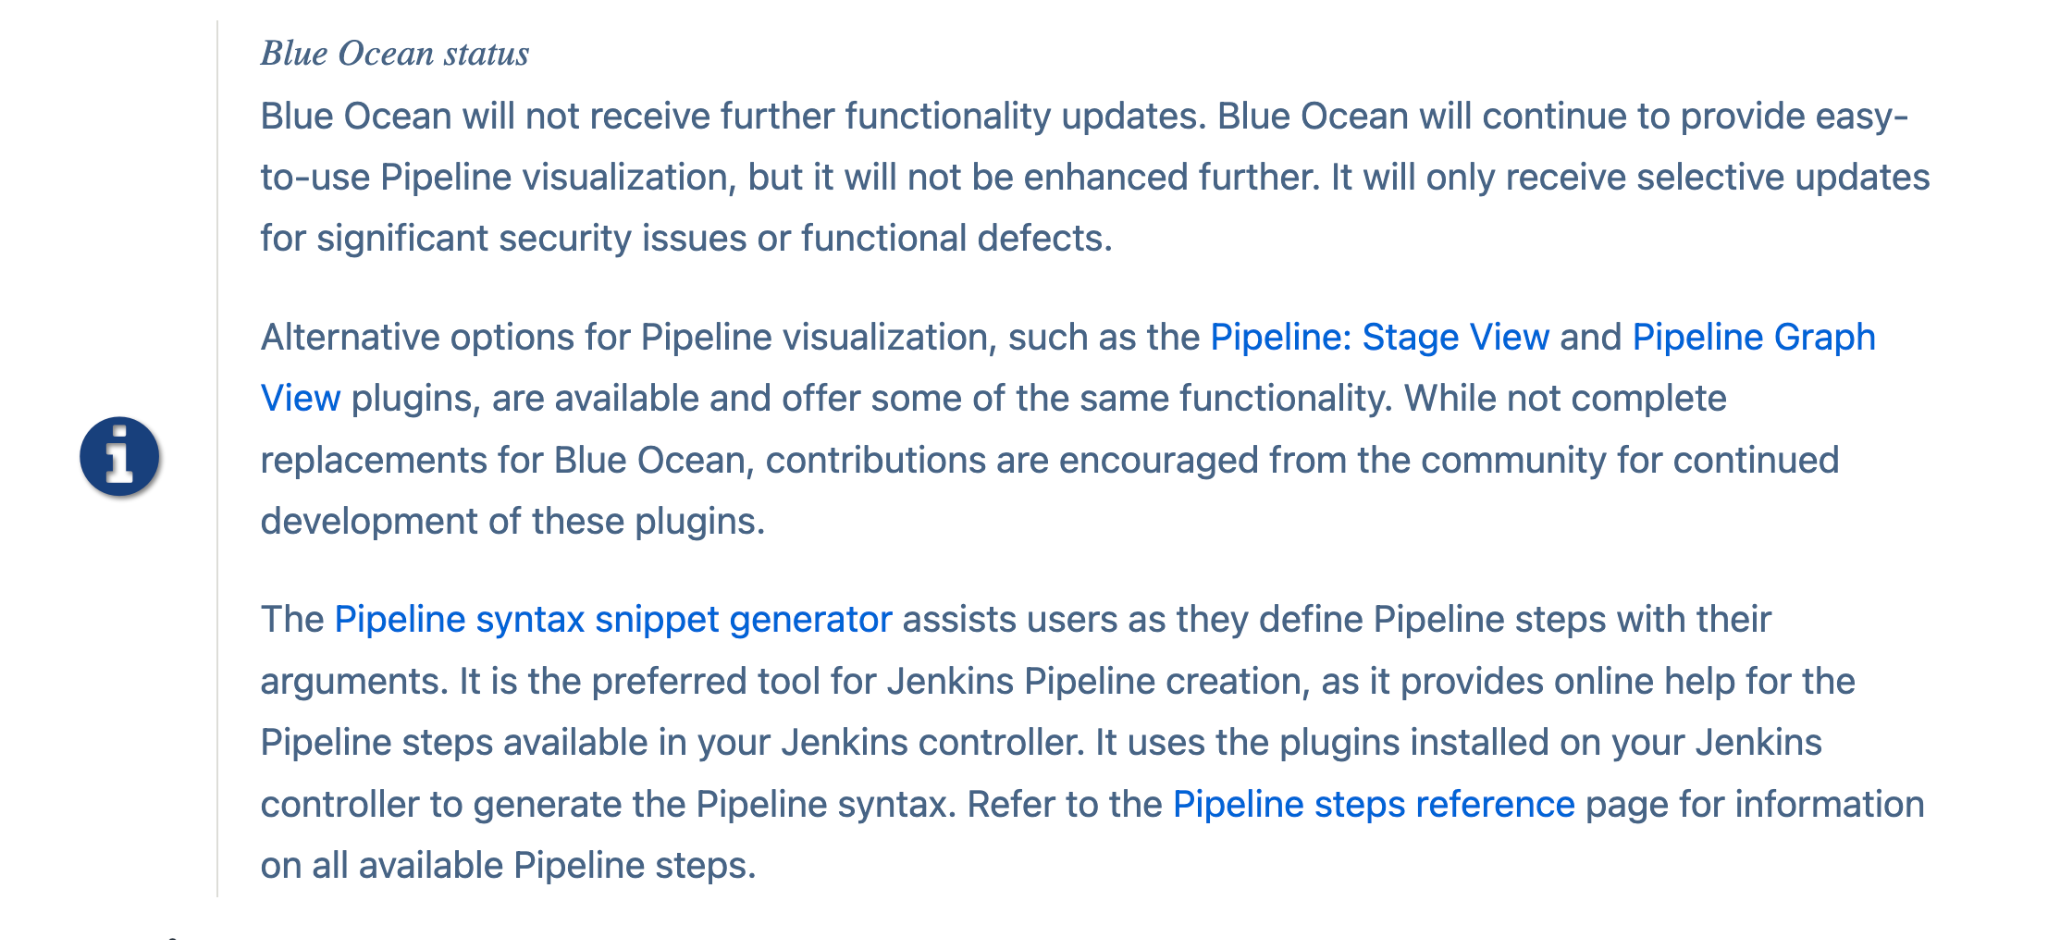 Blue Ocean status
Blue Ocean will not receive further functionality updates. Blue Ocean will continue to provide easy-
to-use Pipeline visualization, but it will not be enhanced further. It will only receive selective updates
for significant security issues or functional defects.
Alternative options for Pipeline visualization, such as the Pipeline: Stage View and Pipeline Graph
View plugins, are available and offer some of the same functionality. While not complete
replacements for Blue Ocean, contributions are encouraged from the community for continued
development of these plugins.
The Pipeline syntax snippet generator assists users as they define Pipeline steps with their
arguments. It is the preferred tool for Jenkins Pipeline creation, as it provides online help for the
Pipeline steps available in your Jenkins controller. It uses the plugins installed on your Jenkins
controller to generate the Pipeline syntax. Refer to the Pipeline steps reference page for information
on all available Pipeline steps.